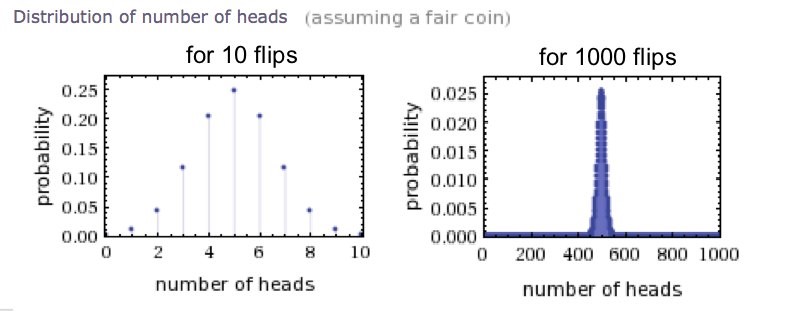 Distribution of number of heads (assuming a fair coin)
for 10 flips
probability
0.25
0.20
0.15
0.10
0.05
0.00
0 2 4 6 8 10
number of heads
for 1000 flips
probability
0.025
0.020
0.015
0.010
0.005
0.000
0 200 400 600 800 1000
number of heads